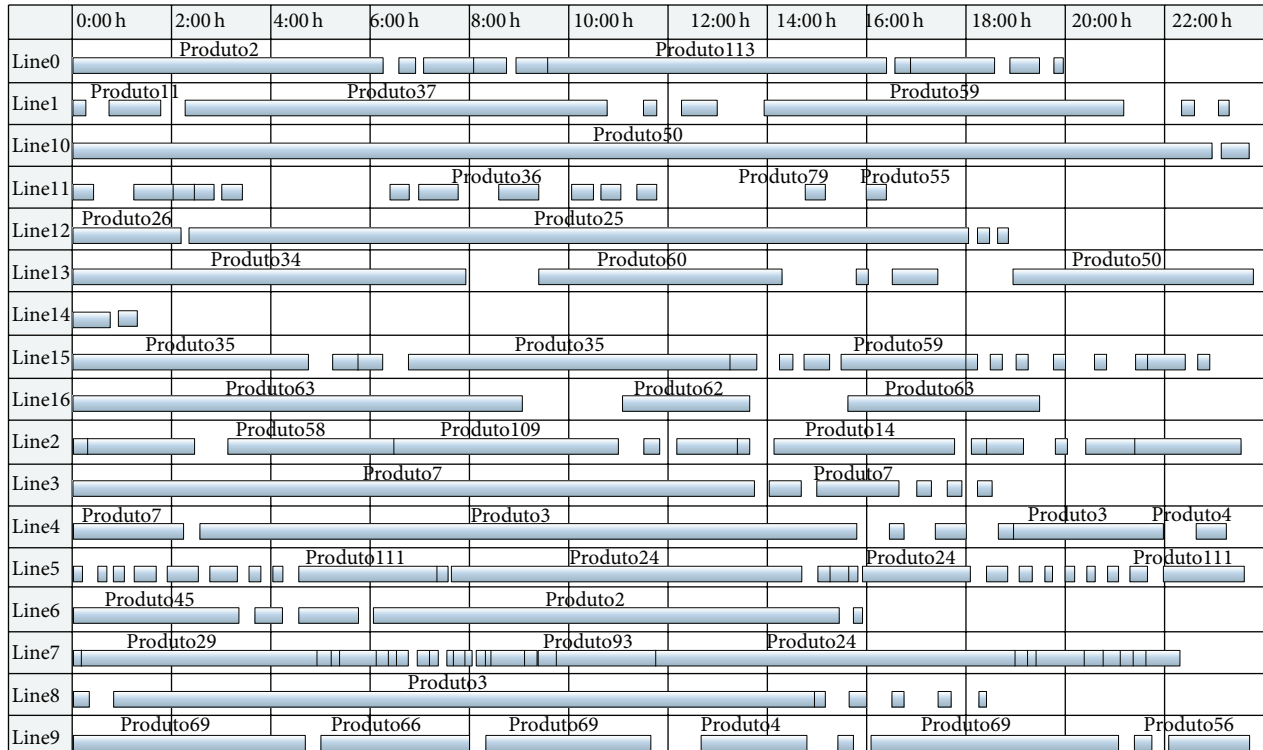 0:00 h 2:00 h 4:00 h 6:00 h 8:00 h 10:00 h 12:00 h 14:00 h 16:00 h 18:00 h 20:00 h 22:00 h
Line0 Produto2 Produto113
Line1 Produto11 Produto37 Produto59
Line10 Produto50
Line11 Produto36 Produto79 Produto55
Line12 Produto26 Produto25
Line13 Produto34 Produto60 Produto50
Line14
Line15 Produto35 Produto35 Produto59
Line16 Produto63 Produto62 Produto63
Line2 Produto58 Produto109 Produto14
Line3 Produto7 Produto7
Line4 Produto7 Produto3 Produto3 Produto4
Line5 Produto111 Produto24 Produto24 Produto111
Line6 Produto45 Produto2
Line7 Produto29 Produto93 Produto24
Line8 Produto3
Line9 Produto69 Produto66 Produto69 Produto4 Produto69 Produto56